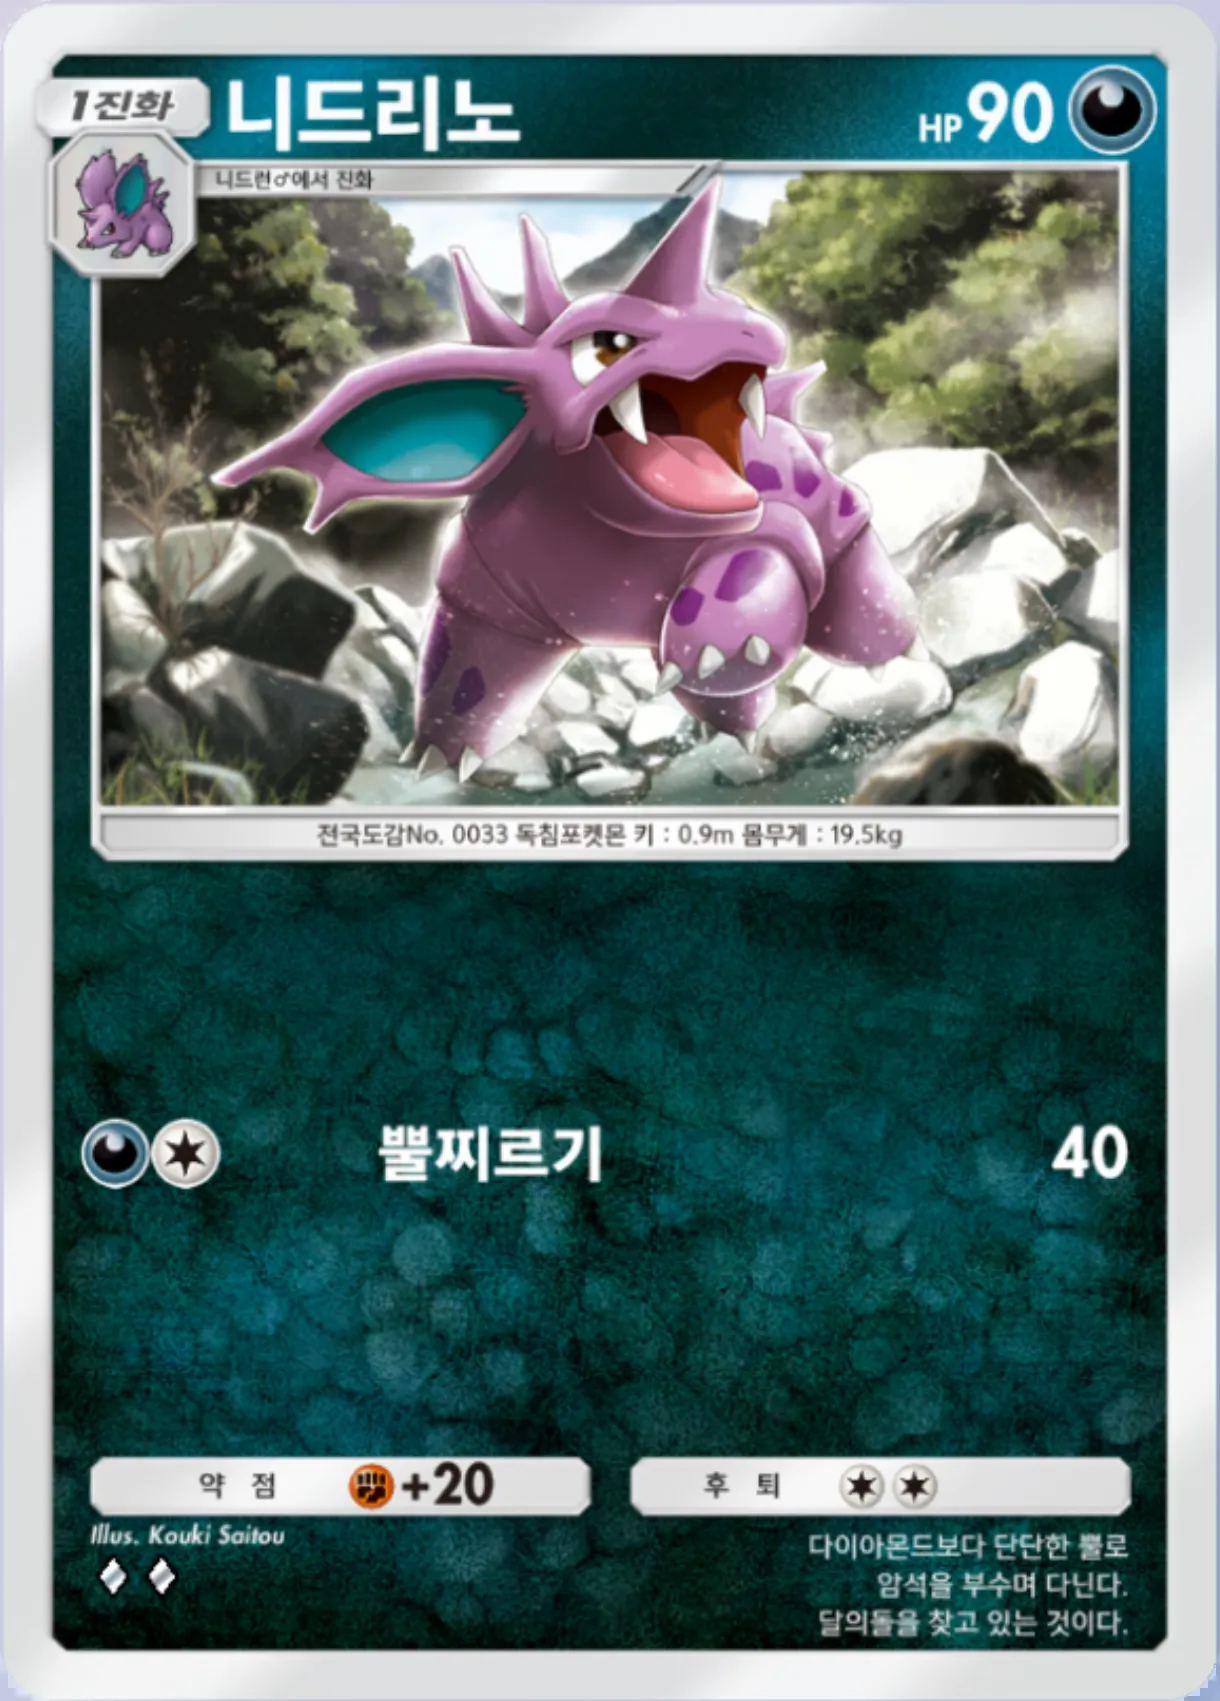 1진화
니드리노
HP 90
니드런♂에서 진화
전국도감No. 0033 독침포켓몬 키 : 0.9m 몸무게 : 19.5kg
뿔찌르기 40
약점 +20
후퇴
Illus. Kouki Saitou
다이아몬드보다 단단한 뿔로
암석을 부수며 다닌다.
달의돌을 찾고 있는 것이다.